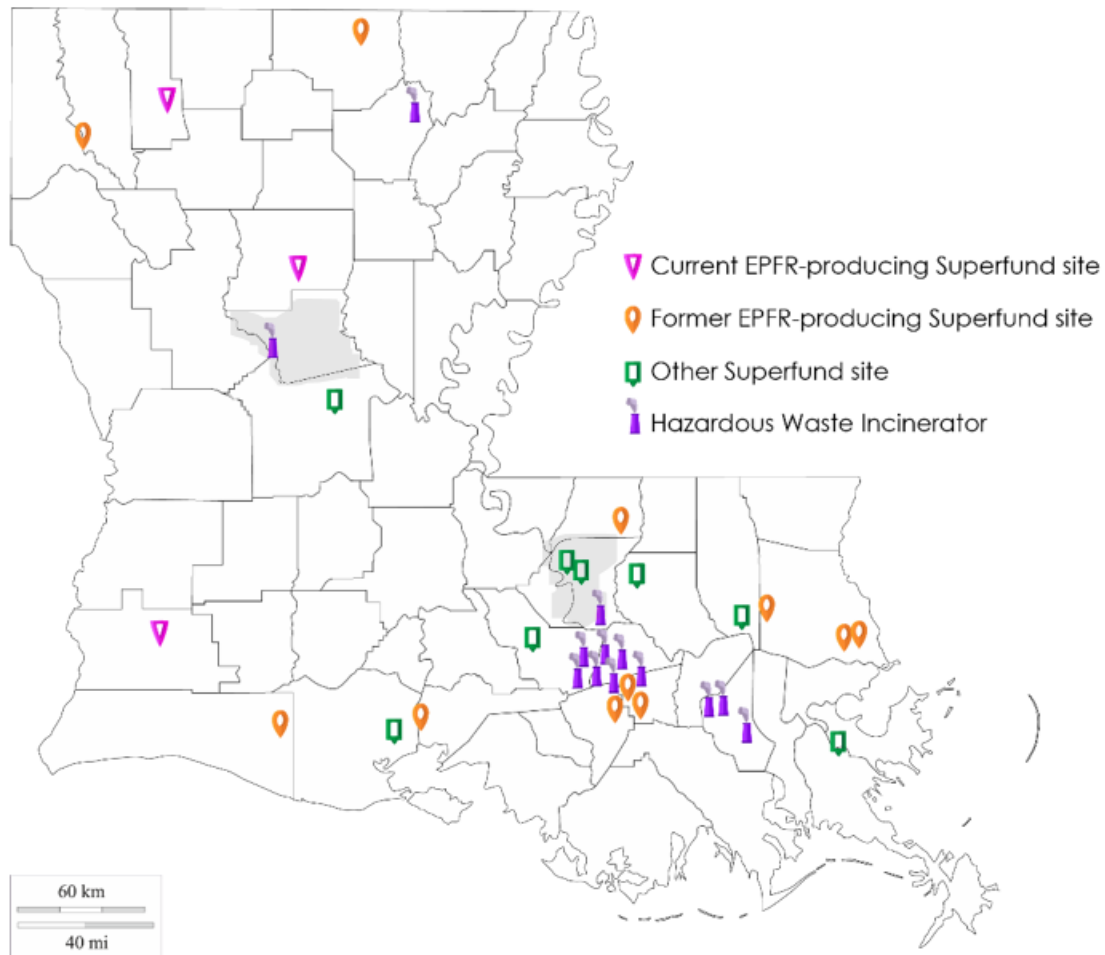 Current EPFR-producing Superfund site
Former EPFR-producing Superfund site
Other Superfund site
Hazardous Waste Incinerator
60 km
40 mi